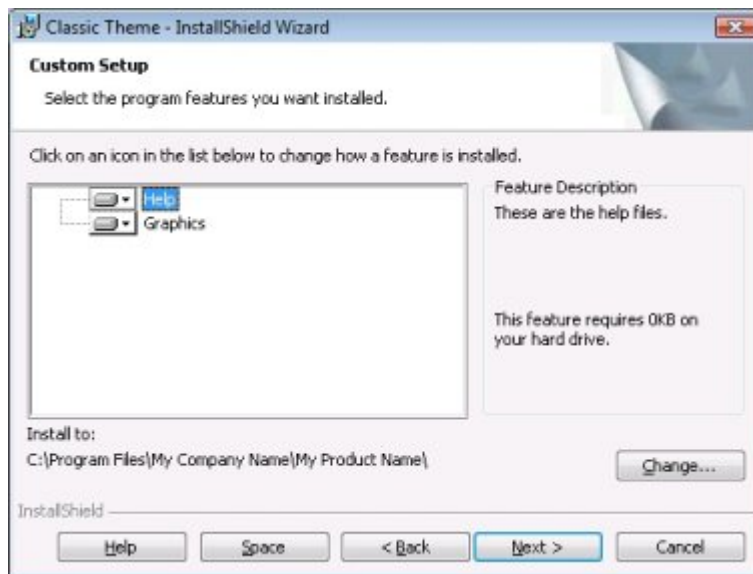 Classic Theme - InstallShield Wizard
Custom Setup
Select the program features you want installed.
Click on an icon in the list below to change how a feature is installed.
Help
Graphics
Feature Description
These are the help files.
This feature requires 0KB on
your hard drive.
Install to:
C:\Program Files\My Company Name\My Product Name\
Change...
InstallShield
Help
Space
< Back
Next >
Cancel